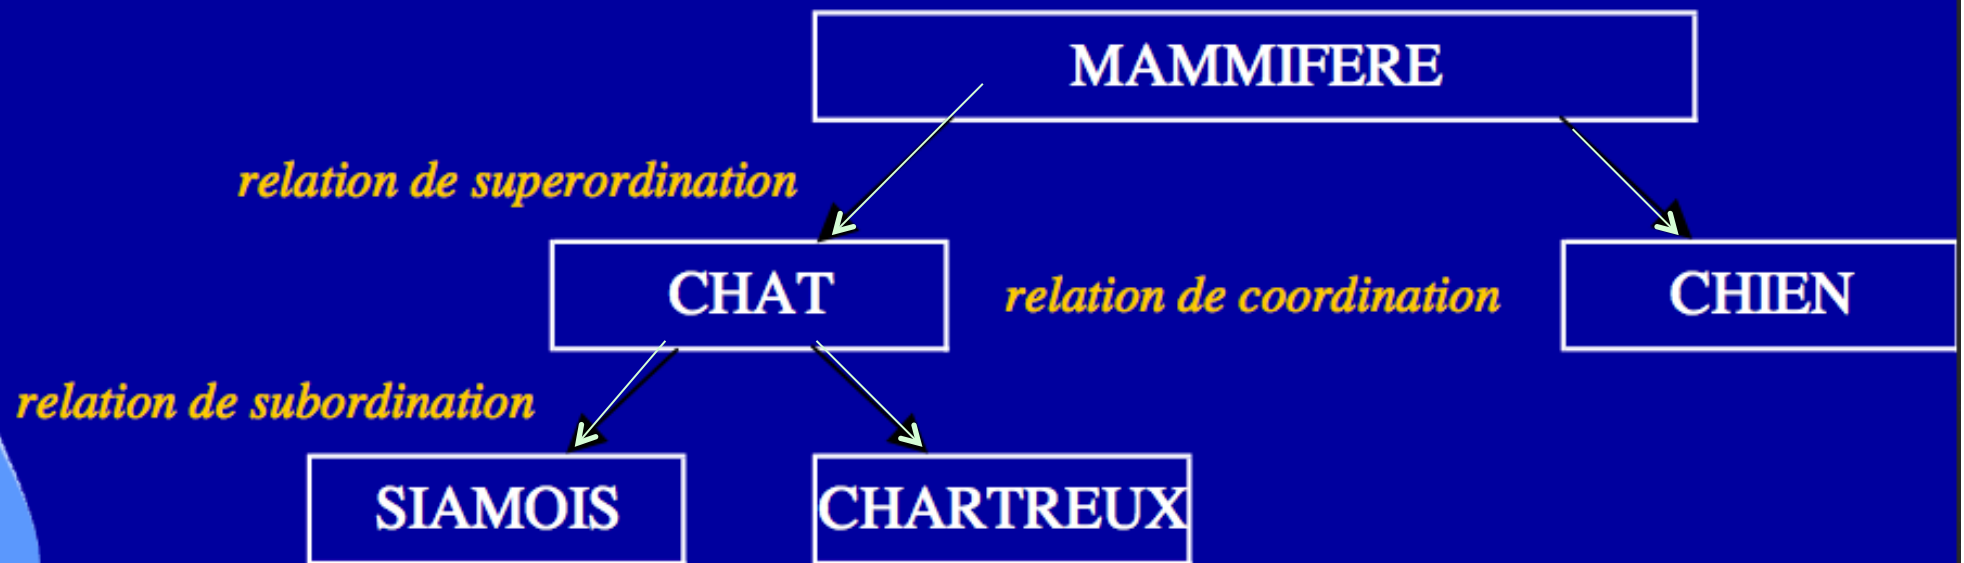 MAMMIFERE
relation de superordination
CHAT
relation de coordination
CHIEN
relation de subordination
SIAMOIS
CHARTREUX